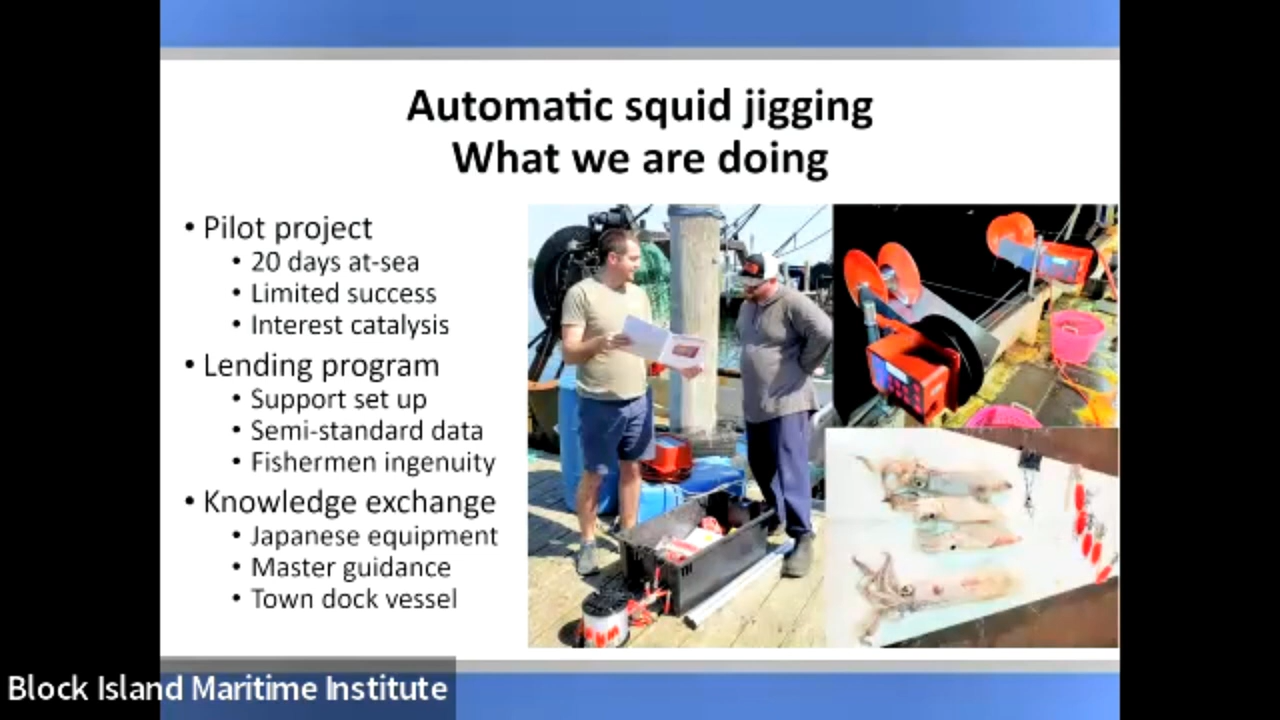 Automatic squid jigging
What we are doing
• Pilot project
• 20 days at-sea
• Limited success
• Interest catalysis
• Lending program
• Support set up
• Semi-standard data
• Fishermen ingenuity
• Knowledge exchange
• Japanese equipment
• Master guidance
• Town dock vessel
Block Island Maritime Institute